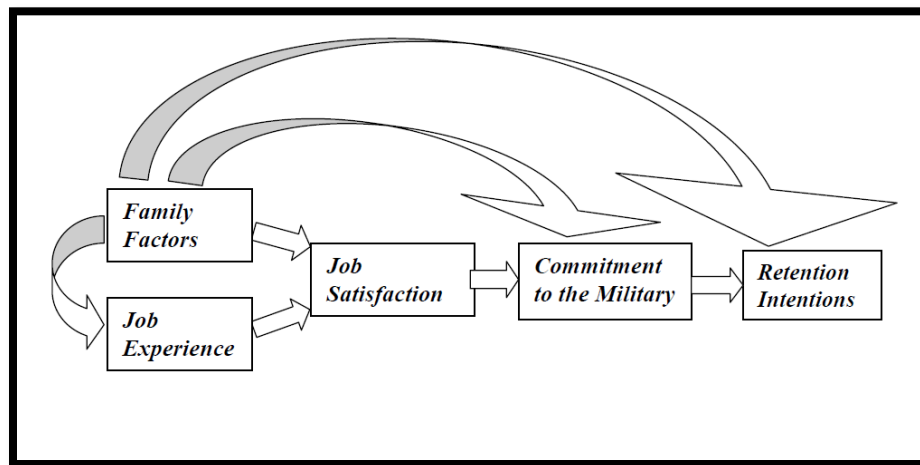 Family
Factors
Job
Experience
Job
Satisfaction
Commitment
to the Military
Retention
Intentions